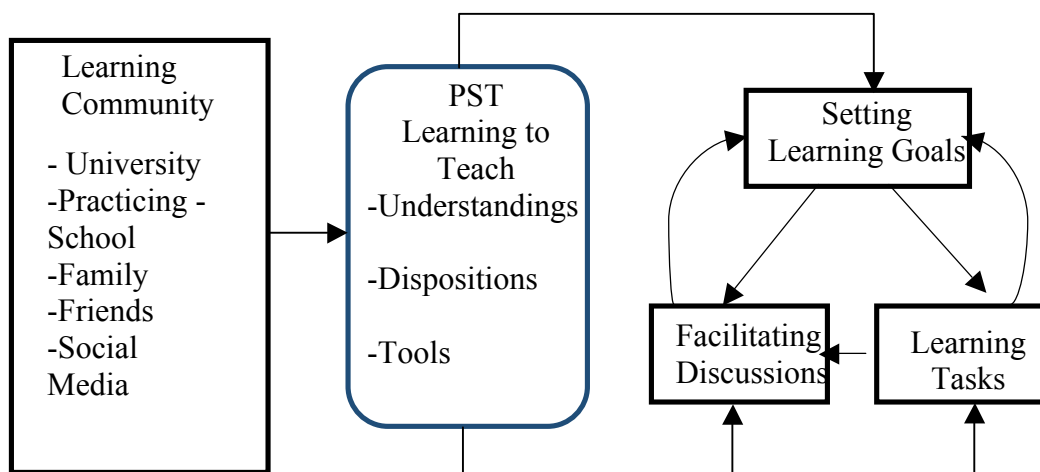 Learning
Community
- University
-Practicing -
School
-Family
-Friends
-Social
Media
PST
Learning to
Teach
-Understandings
-Dispositions
-Tools
Setting
Learning Goals
Facilitating
Discussions
Learning
Tasks